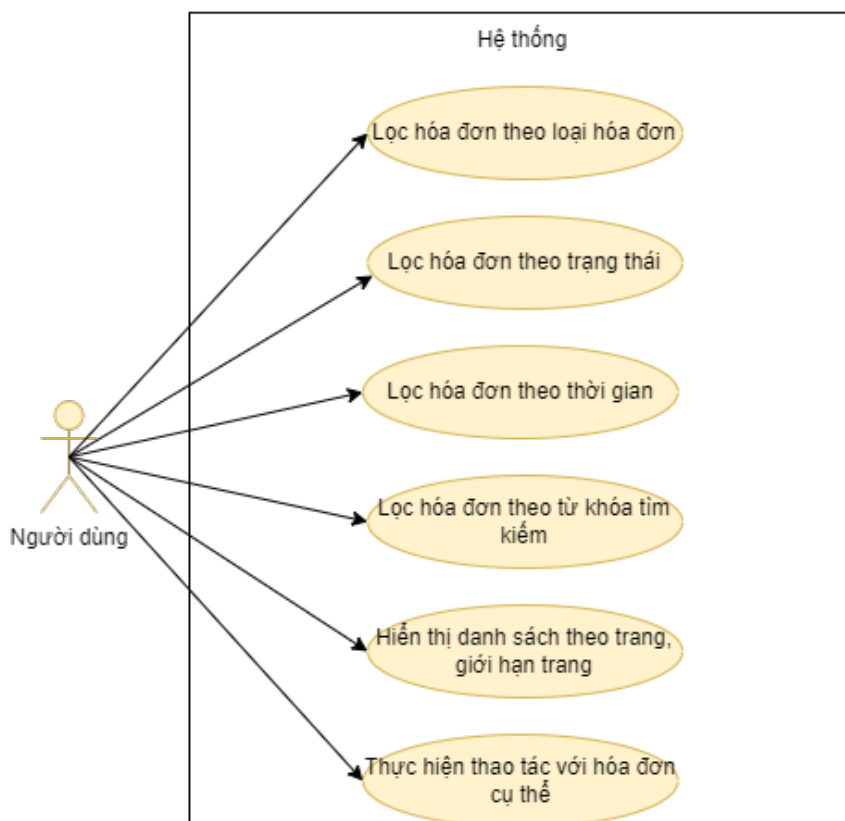 Hệ thống
Lọc hóa đơn theo loại hóa đơn
Lọc hóa đơn theo trạng thái
Lọc hóa đơn theo thời gian
Lọc hóa đơn theo từ khóa tìm
kiếm
Người dùng
Hiển thị danh sách theo trang,
giới hạn trang
Thực hiện thao tác với hóa đơn
cụ thể